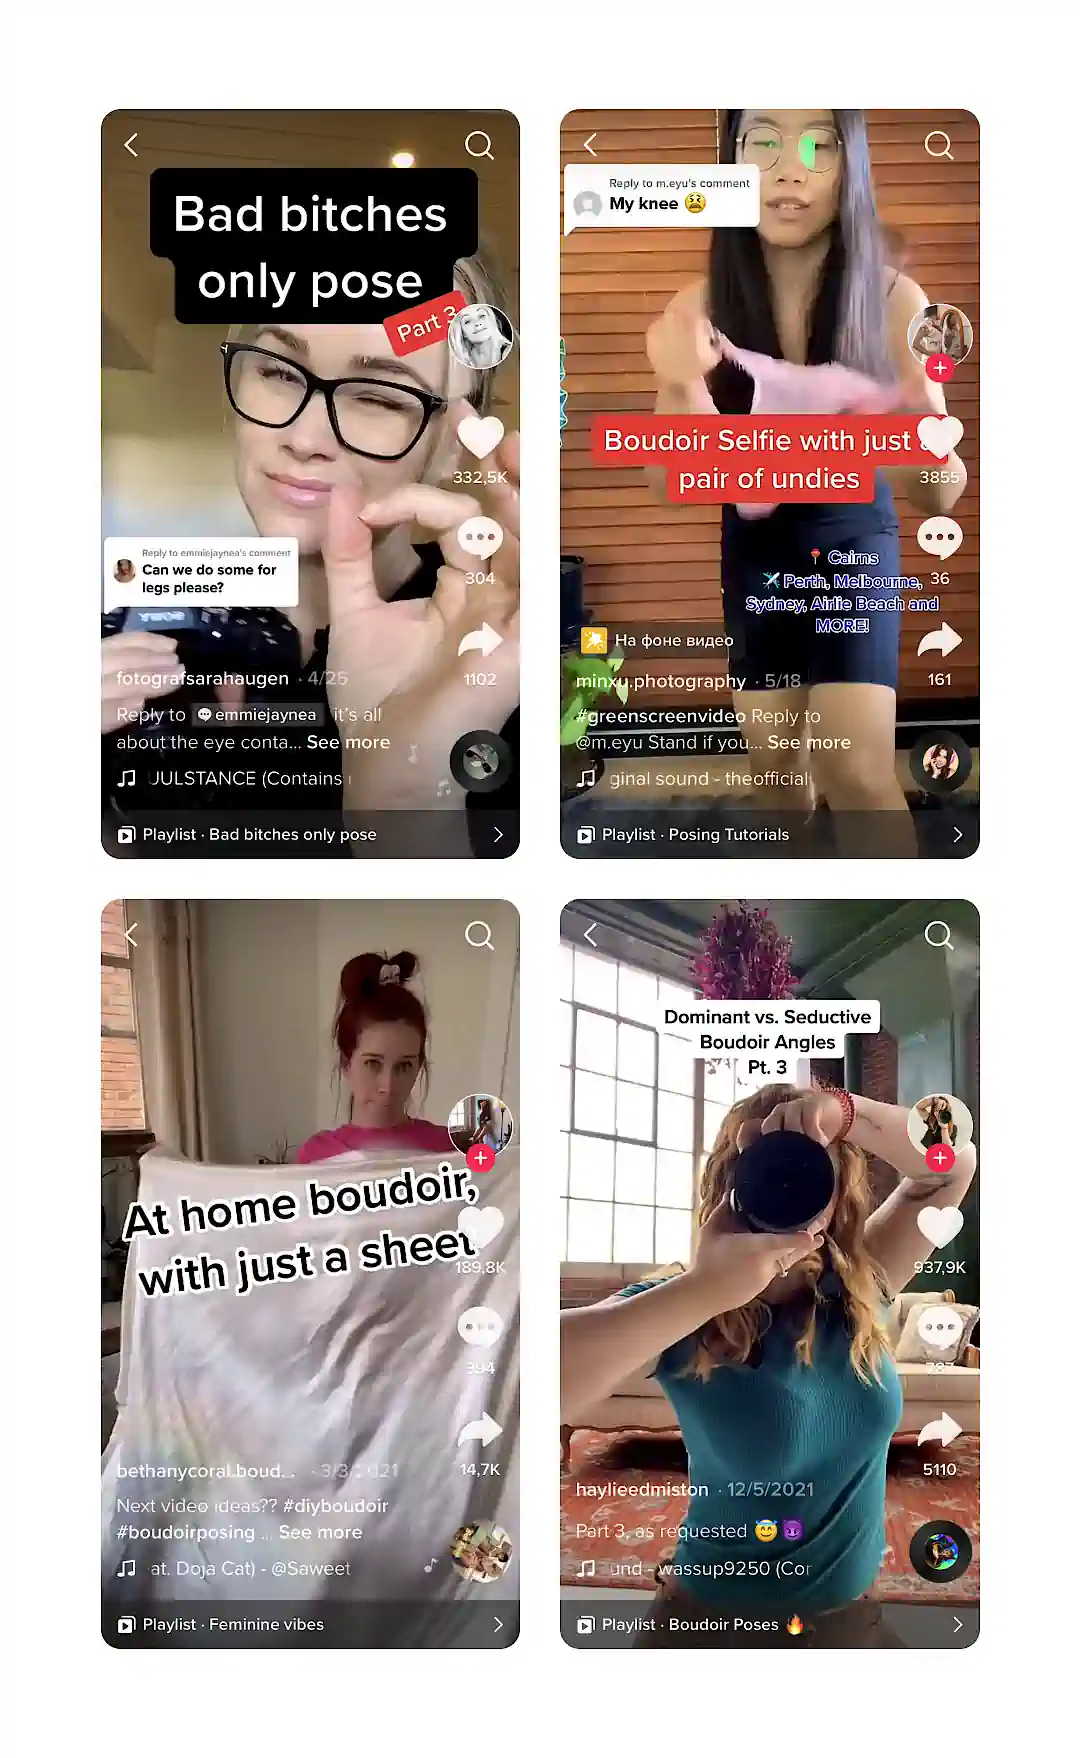 Bad bitches
only pose
Part 3
332,5K
Reply to emmiejaynea's comment
Can we do some for
legs please?
304
1102
fotografsarahaugen · 4/25
Reply to emmiejaynea it's all
about the eye conta... See more
UULSTANCE (Contains
Playlist · Bad bitches only pose
Reply to m.eyu's comment
My knee 😫
Boudoir Selfie with just
pair of undies
3855
📍 Cairns
✈️ Perth, Melbourne,
Sydney, Airlie Beach and
MORE!
36
На фоне видео
161
minxu.photography · 5/18
#greenscreenvideo Reply to
@m.eyu Stand if you... See more
ginal sound - theofficial
Playlist · Posing Tutorials
At home boudoir,
with just a sheet
189,8K
394
14,7K
bethanycoral.boud... · 3/3/2021
Next video ideas?? #diyboudoir
#boudoirposing ... See more
at. Doja Cat) - @Saweet
Playlist · Feminine vibes
Dominant vs. Seductive
Boudoir Angles
Pt. 3
937,9K
787
5110
haylieedmiston · 12/5/2021
Part 3, as requested 😇😈
und - wassup9250 (Cor
Playlist · Boudoir Poses 🔥